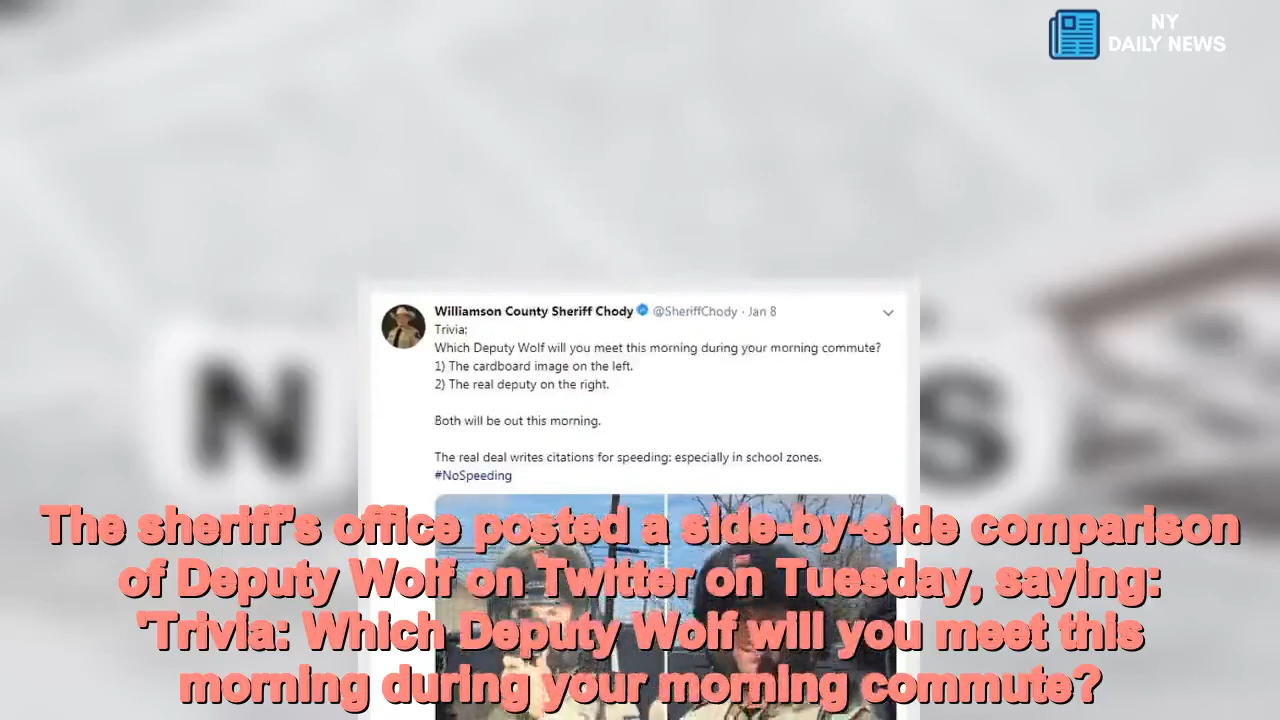 NY
DAILY NEWS
Williamson County Sheriff Chody @SheriffChody · Jan 8
Trivia:
Which Deputy Wolf will you meet this morning during your morning commute?
1) The cardboard image on the left.
2) The real deputy on the right.
Both will be out this morning.
The real deal writes citations for speeding: especially in school zones.
#NoSpeeding
N S
The sheriff's office posted a side-by-side comparison
of Deputy Wolf on Twitter on Tuesday, saying:
'Trivia: Which Deputy Wolf will you meet this
morning during your morning commute?